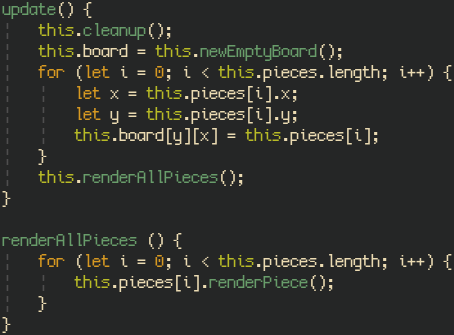 update() {
    this.cleanup();
    this.board = this.newEmptyBoard();
    for (let i = 0; i < this.pieces.length; i++) {
        let x = this.pieces[i].x;
        let y = this.pieces[i].y;
        this.board[y][x] = this.pieces[i];
    }
    this.renderAllPieces();
}

renderAllPieces () {
    for (let i = 0; i < this.pieces.length; i++) {
        this.pieces[i].renderPiece();
    }
}